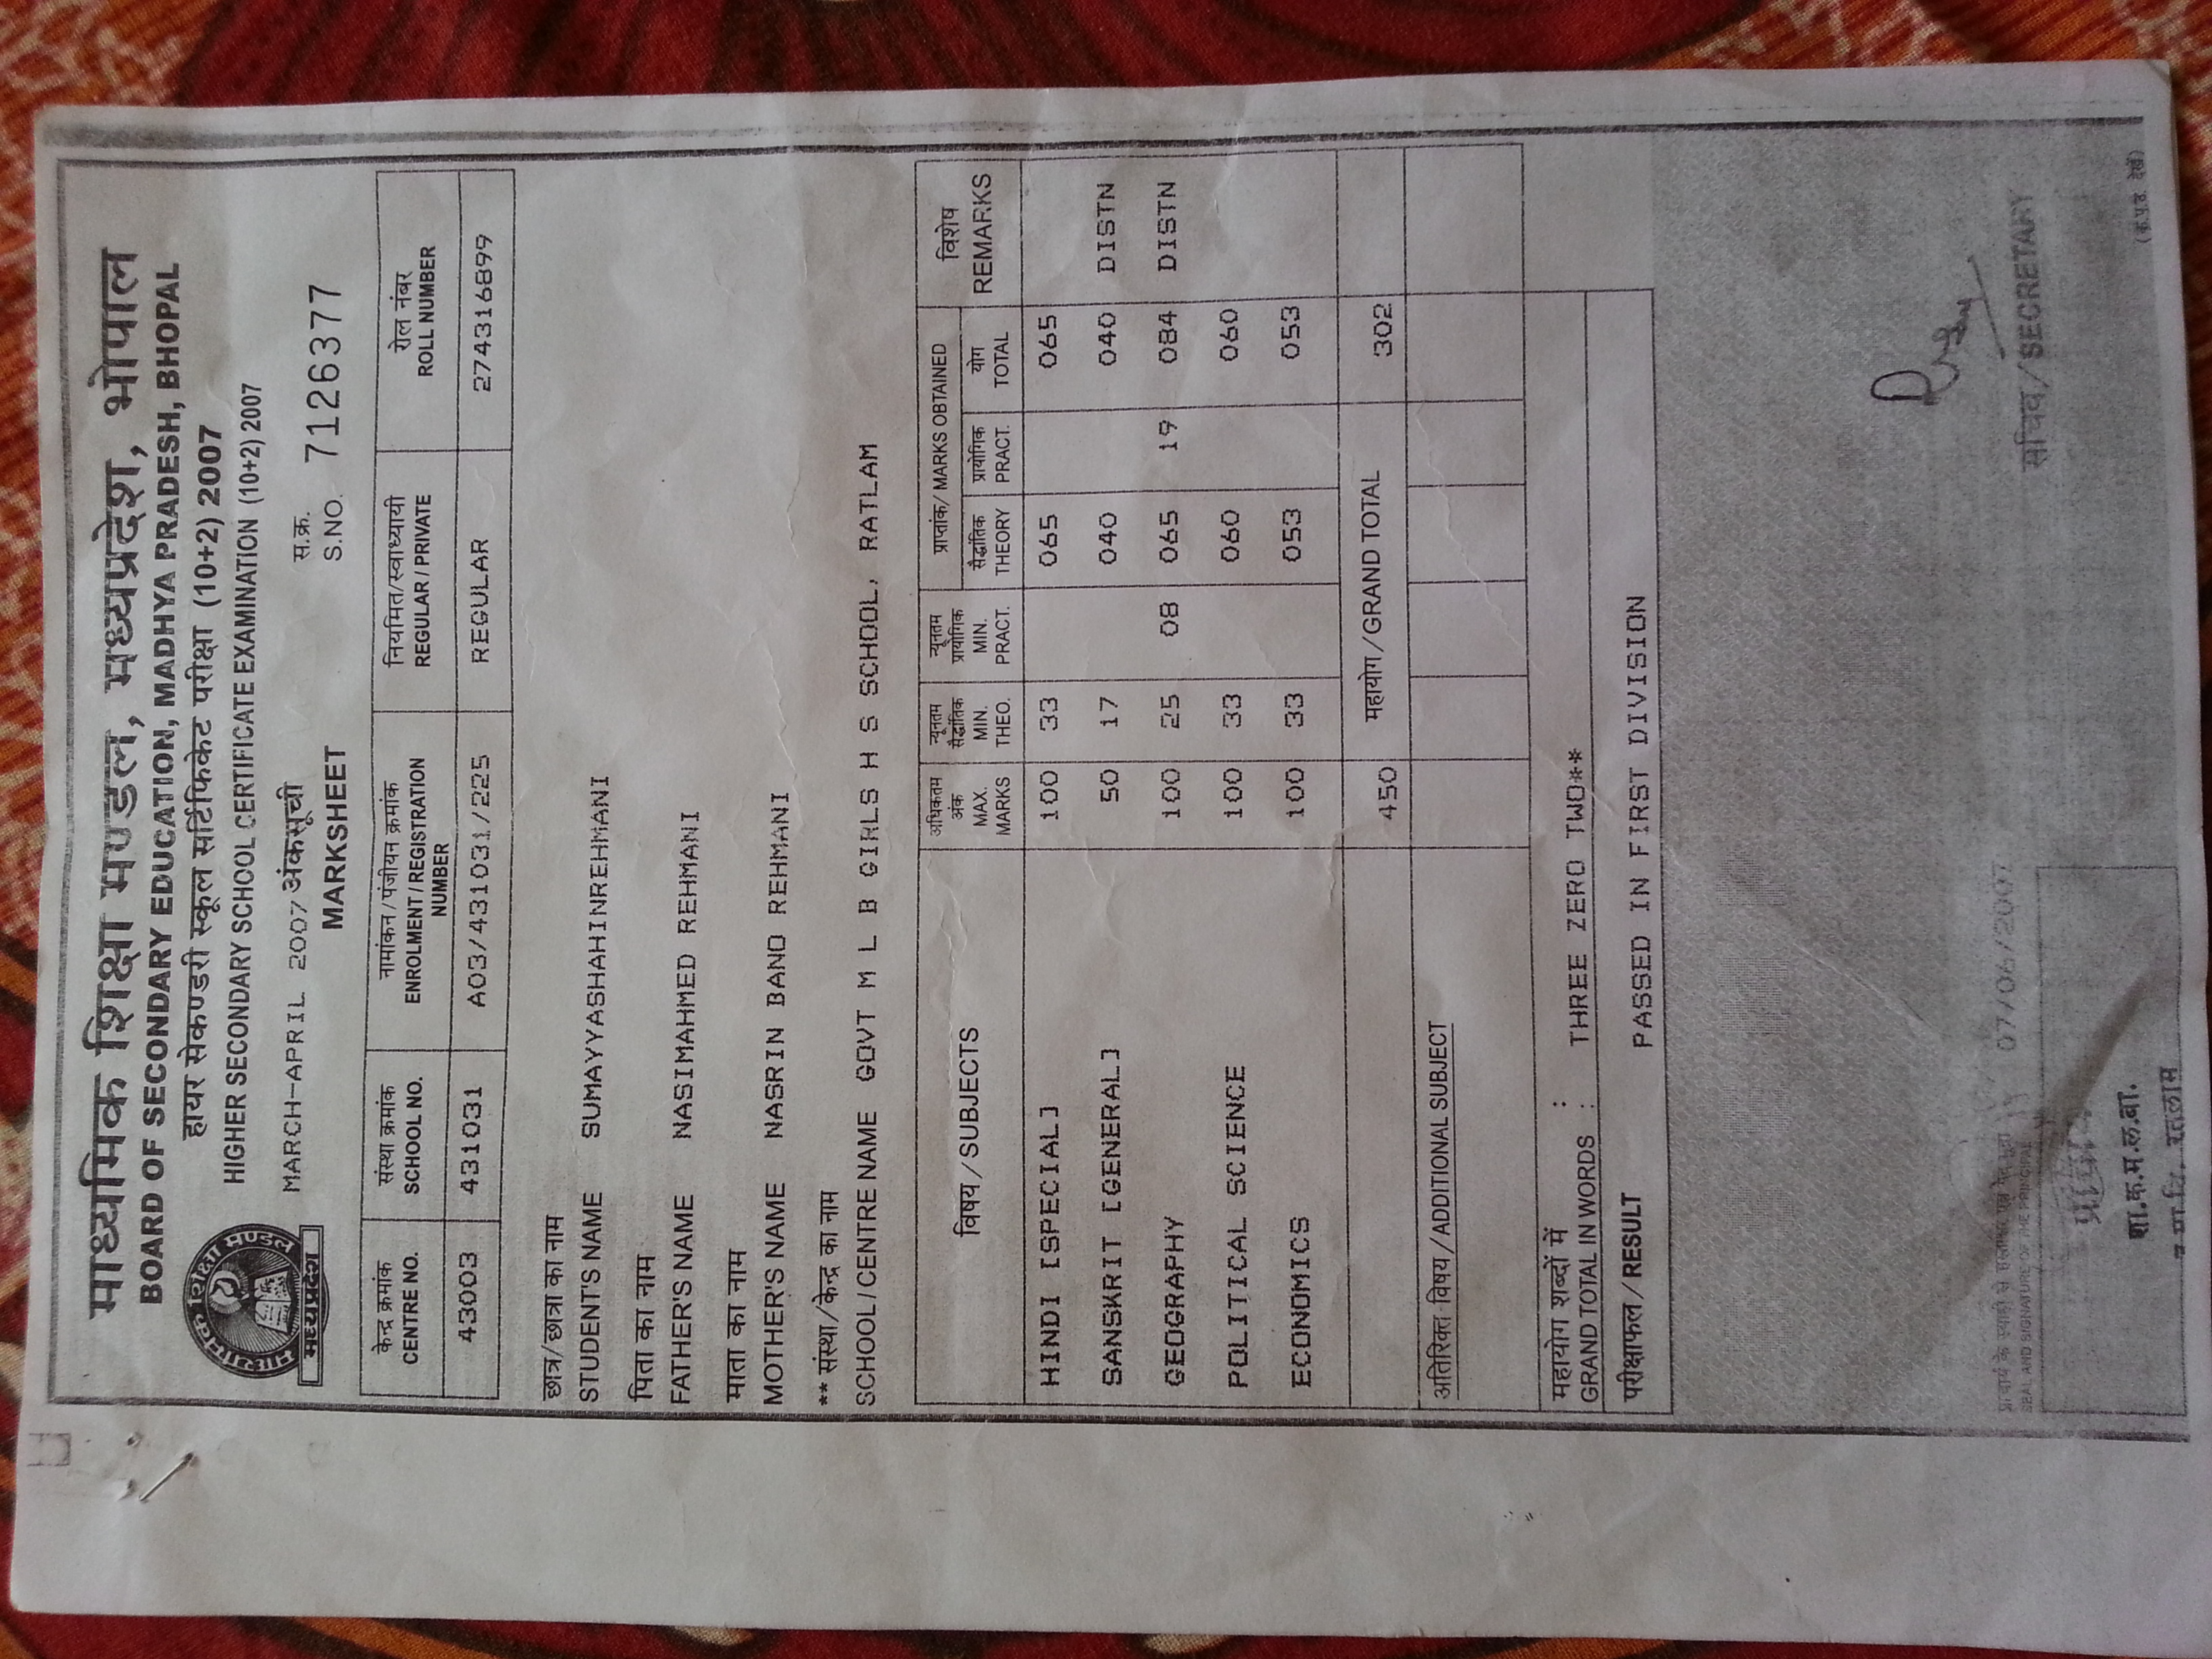 माध्यमिक शिक्षा मण्डल, मध्यप्रदेश, भोपाल
BOARD OF SECONDARY EDUCATION, MADHYA PRADESH, BHOPAL
हायर सेकण्डरी स्कूल सर्टिफिकेट परीक्षा (10+2) 2007
HIGHER SECONDARY SCHOOL CERTIFICATE EXAMINATION (10+2) 2007
माध्यमिक शिक्षा मण्डल
मध्यप्रदेश
MARCH-APRIL 2007 अंकसूची स.क्र.
MARKSHEET S.NO. 7126377
केन्द्र क्रमांक संस्था क्रमांक नामांकन/पंजीयन क्रमांक नियमित/स्वाध्यायी रोल नंबर
CENTRE NO. SCHOOL NO. ENROLMENT/REGISTRATION NUMBER REGULAR/PRIVATE ROLL NUMBER
43003 431031 A03/431031/225 REGULAR 274316899
छात्र/छात्रा का नाम
STUDENT'S NAME SUMAYYASHAHINREHMANI
पिता का नाम
FATHER'S NAME NASIMAHMED REHMANI
माता का नाम
MOTHER'S NAME NASRIN BANO REHMANI
** संस्था/केन्द्र का नाम
SCHOOL/CENTRE NAME GOVT M L B GIRLS H S SCHOOL, RATLAM
विषय/SUBJECTS
अधिकतम अंक MAX. MARKS
न्यूनतम सैद्धांतिक MIN. THEO.
न्यूनतम प्रायोगिक MIN. PRACT.
प्राप्तांक/MARKS OBTAINED
सैद्धांतिक THEORY
प्रायोगिक PRACT.
योग TOTAL
विशेष REMARKS
HINDI [SPECIAL] 100 33 065 065
SANSKRIT [GENERAL] 50 17 040 040 DISTN
GEOGRAPHY 100 25 08 065 19 084 DISTN
POLITICAL SCIENCE 100 33 060 060
ECONOMICS 100 33 053 053
450 महायोग/GRAND TOTAL 302
अतिरिक्त विषय/ADDITIONAL SUBJECT
महायोग शब्दों में :
GRAND TOTAL IN WORDS : THREE ZERO TWO**
परीक्षाफल/RESULT PASSED IN FIRST DIVISION
07/06/2007
SEAL AND SIGNATURE OF THE PRINCIPAL
सचिव/SECRETARY
शा.क.म.ल.बा.
रतलाम